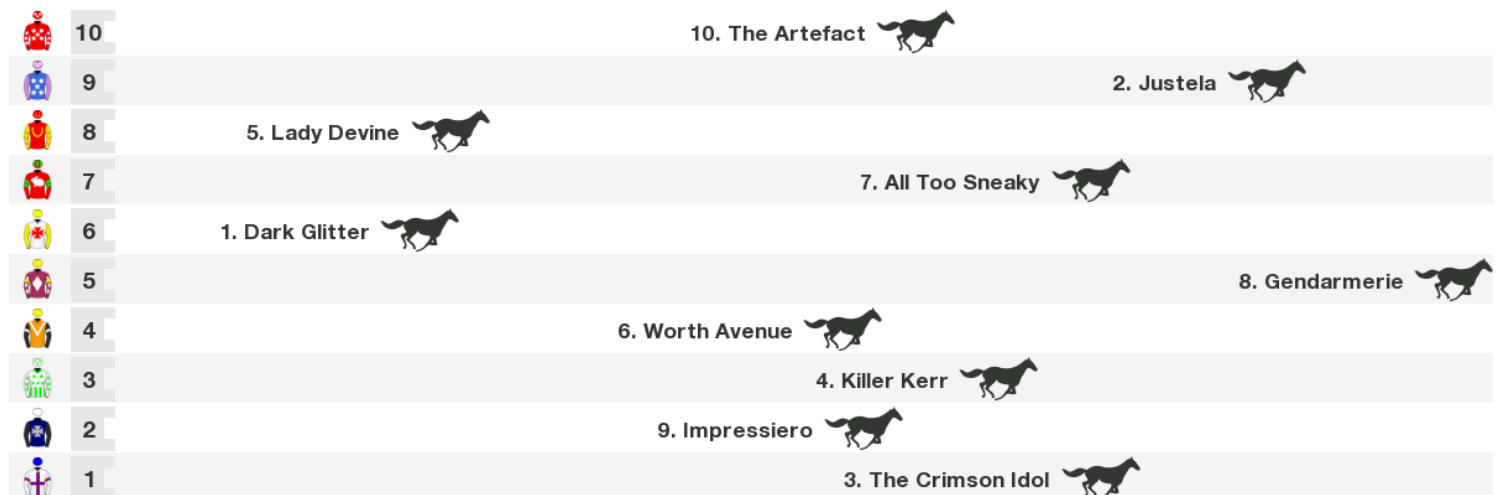 10 10. The Artefact
9 2. Justela
8 5. Lady Devine
7 7. All Too Sneaky
6 1. Dark Glitter
5 8. Gendarmerie
4 6. Worth Avenue
3 4. Killer Kerr
2 9. Impressiero
1 3. The Crimson Idol